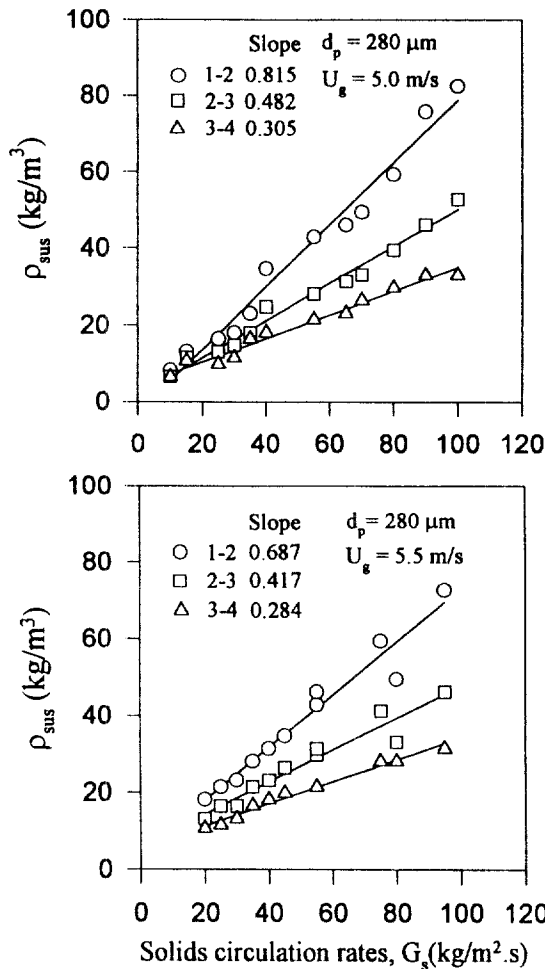 Slope d_p = 280 μm
○ 1-2 0.815 U_g = 5.0 m/s
□ 2-3 0.482
△ 3-4 0.305
ρ_sus (kg/m³)
100
80
60
40
20
0
0 20 40 60 80 100 120
Slope d_p = 280 μm
○ 1-2 0.687 U_g = 5.5 m/s
□ 2-3 0.417
△ 3-4 0.284
ρ_sus (kg/m³)
100
80
60
40
20
0
0 20 40 60 80 100 120
Solids circulation rates, G_s(kg/m².s)